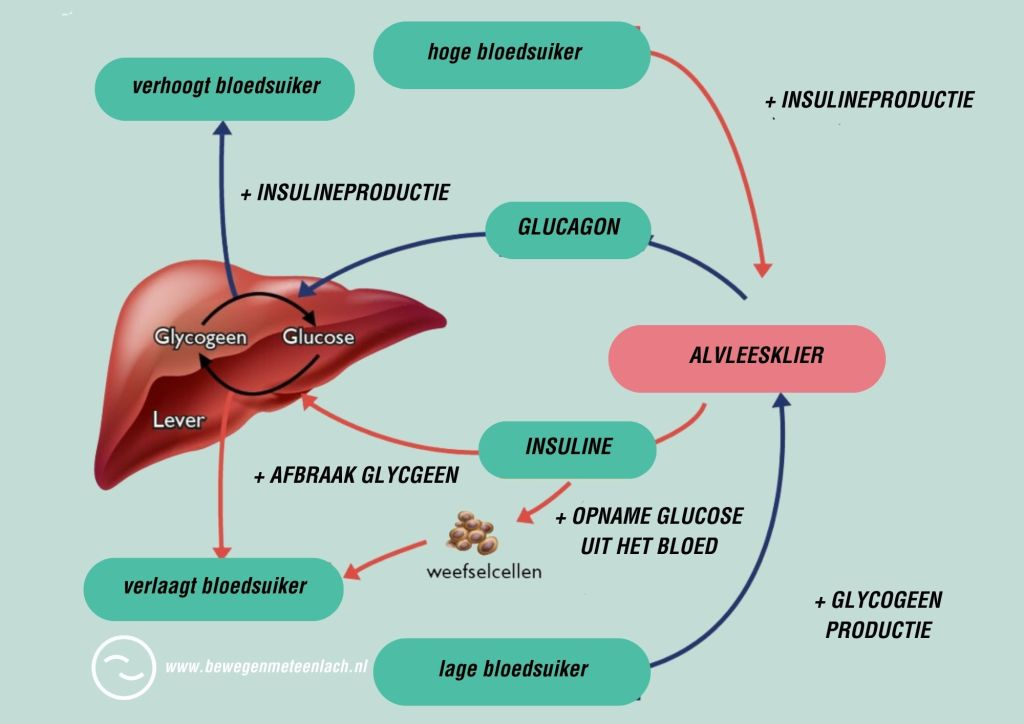 hoge bloedsuiker
verhoogt bloedsuiker
+ INSULINEPRODUCTIE
+ INSULINEPRODUCTIE
GLUCAGON
Glycogeen
Glucose
ALVLEESKLIER
Lever
INSULINE
+ AFBRAAK GLYCGEEN
+ OPNAME GLUCOSE
UIT HET BLOED
weefselcellen
verlaagt bloedsuiker
+ GLYCOGEEN
PRODUCTIE
www.bewegenmeteenlach.nl
lage bloedsuiker